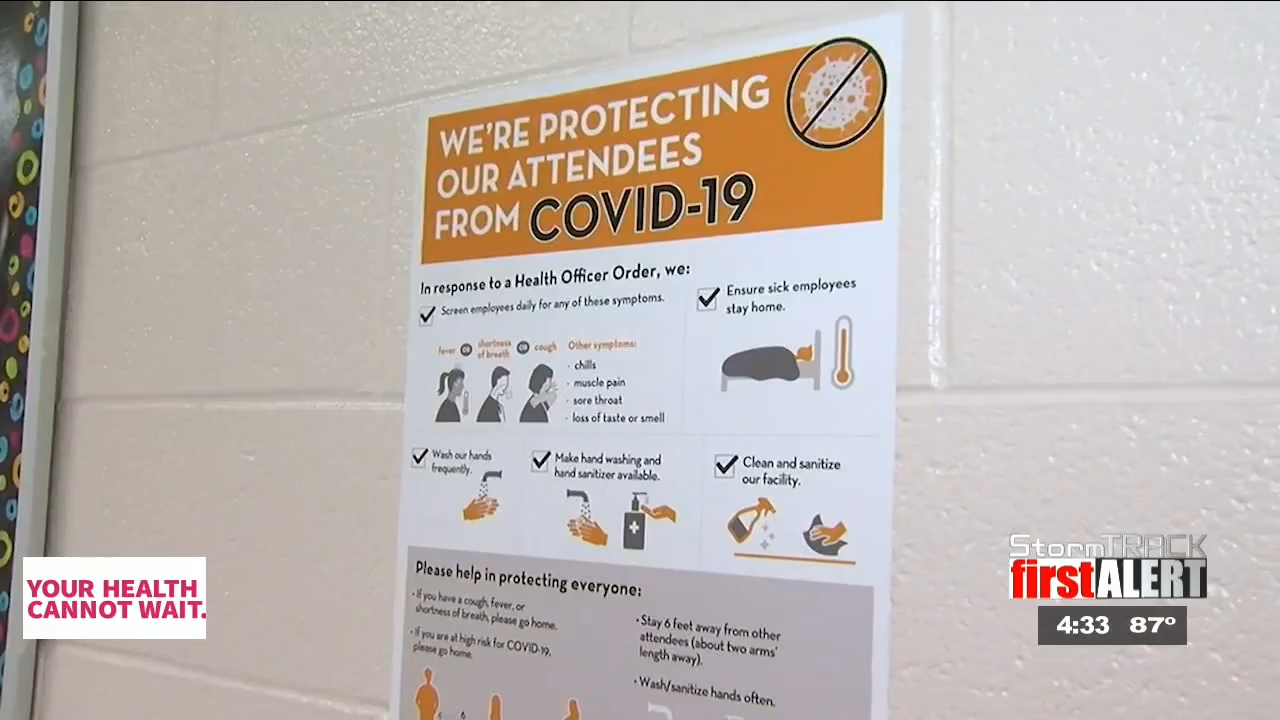 WE'RE PROTECTING
OUR ATTENDEES
FROM COVID-19
In response to a Health Officer Order, we:
Screen employees daily for any of these symptoms.
fever OR shortness of breath OR cough
Other symptoms:
· chills
· muscle pain
· sore throat
· loss of taste or smell
Ensure sick employees
stay home.
Wash our hands
frequently.
Make hand washing and
hand sanitizer available.
Clean and sanitize
our facility.
Please help in protecting everyone:
· If you have a cough, fever, or
shortness of breath, please go home.
· If you are at high risk for COVID-19,
please go home.
· Stay 6 feet away from other
attendees (about two arms'
length away).
· Wash/sanitize hands often.
6
YOUR HEALTH
CANNOT WAIT.
StormTRACK
firstALERT
4:33 87°